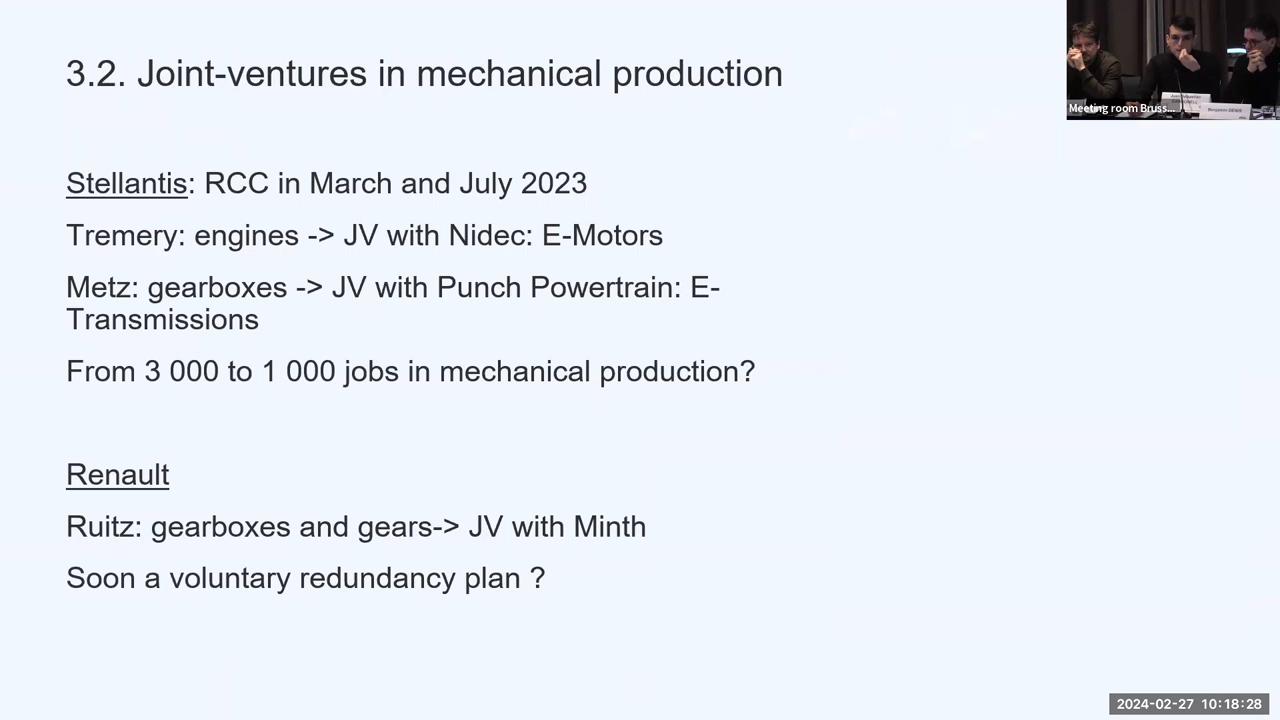 3.2. Joint-ventures in mechanical production
Stellantis: RCC in March and July 2023
Tremery: engines -> JV with Nidec: E-Motors
Metz: gearboxes -> JV with Punch Powertrain: E-
Transmissions
From 3 000 to 1 000 jobs in mechanical production?
Renault
Ruitz: gearboxes and gears-> JV with Minth
Soon a voluntary redundancy plan ?
Meeting room Bruss...
2024-02-27 10:18:28